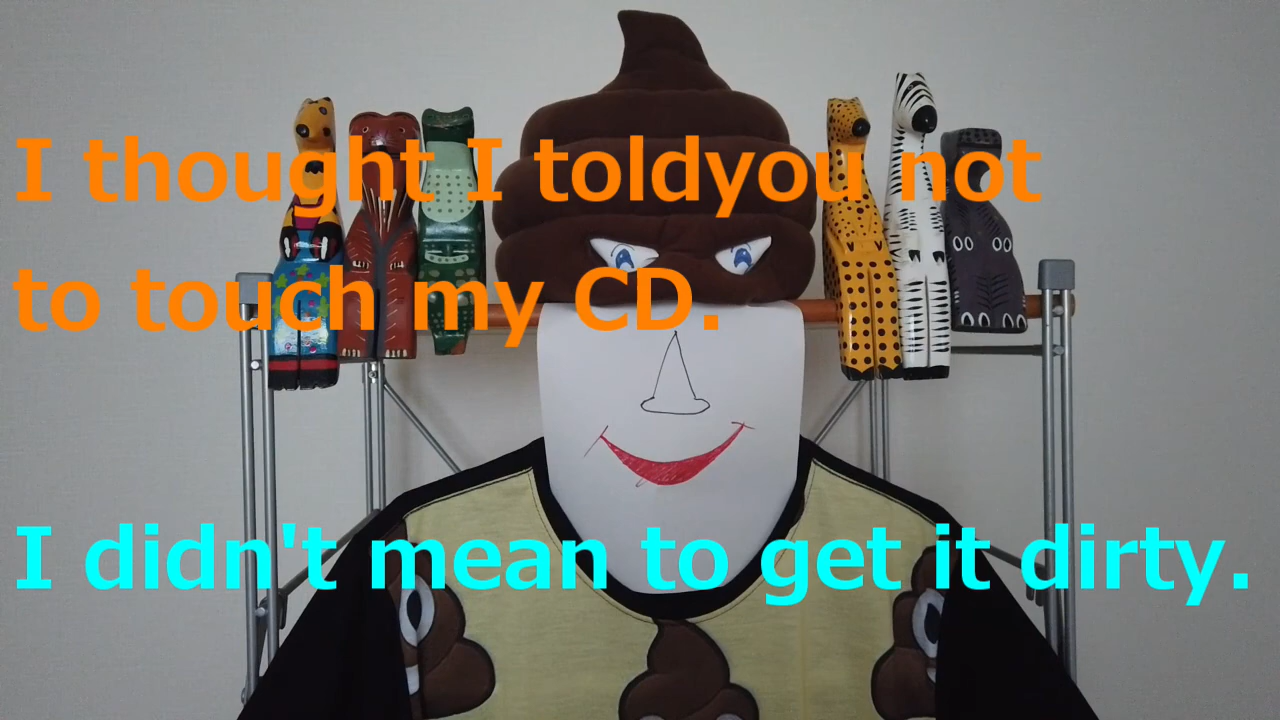 I thought I toldyou not
to touch my CD.
I didn't mean to get it dirty.